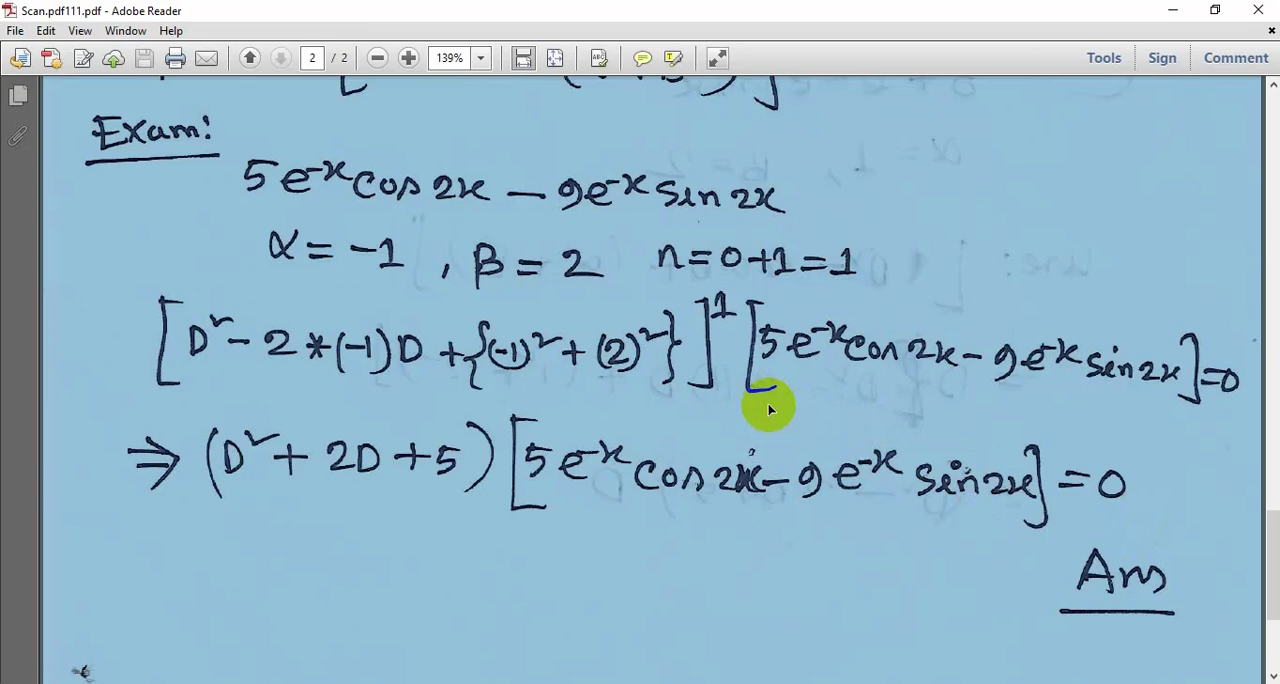 Scan.pdf111.pdf - Adobe Reader
File Edit View Window Help
2 / 2 139% Tools Sign Comment
Exam:
5e^-x cos 2x — 9e^-x sin 2x
α = -1 , β = 2 n = 0+1 = 1
[D² - 2*(-1)D + {(-1)² + (2)²}]^1 [5e^-x cos 2x - 9e^-x sin 2x] = 0
⇒ (D² + 2D + 5) [5e^-x cos 2x - 9e^-x sin 2x] = 0
Ans